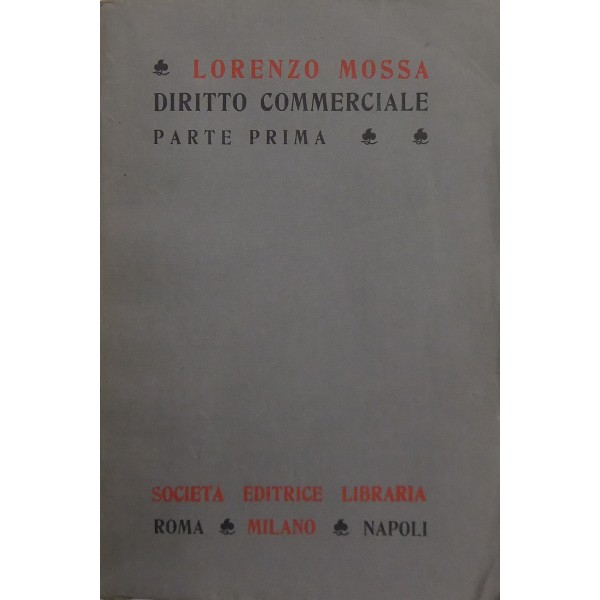 LORENZO MOSSA
DIRITTO COMMERCIALE
PARTE PRIMA
SOCIETÀ EDITRICE LIBRARIA
ROMA MILANO NAPOLI